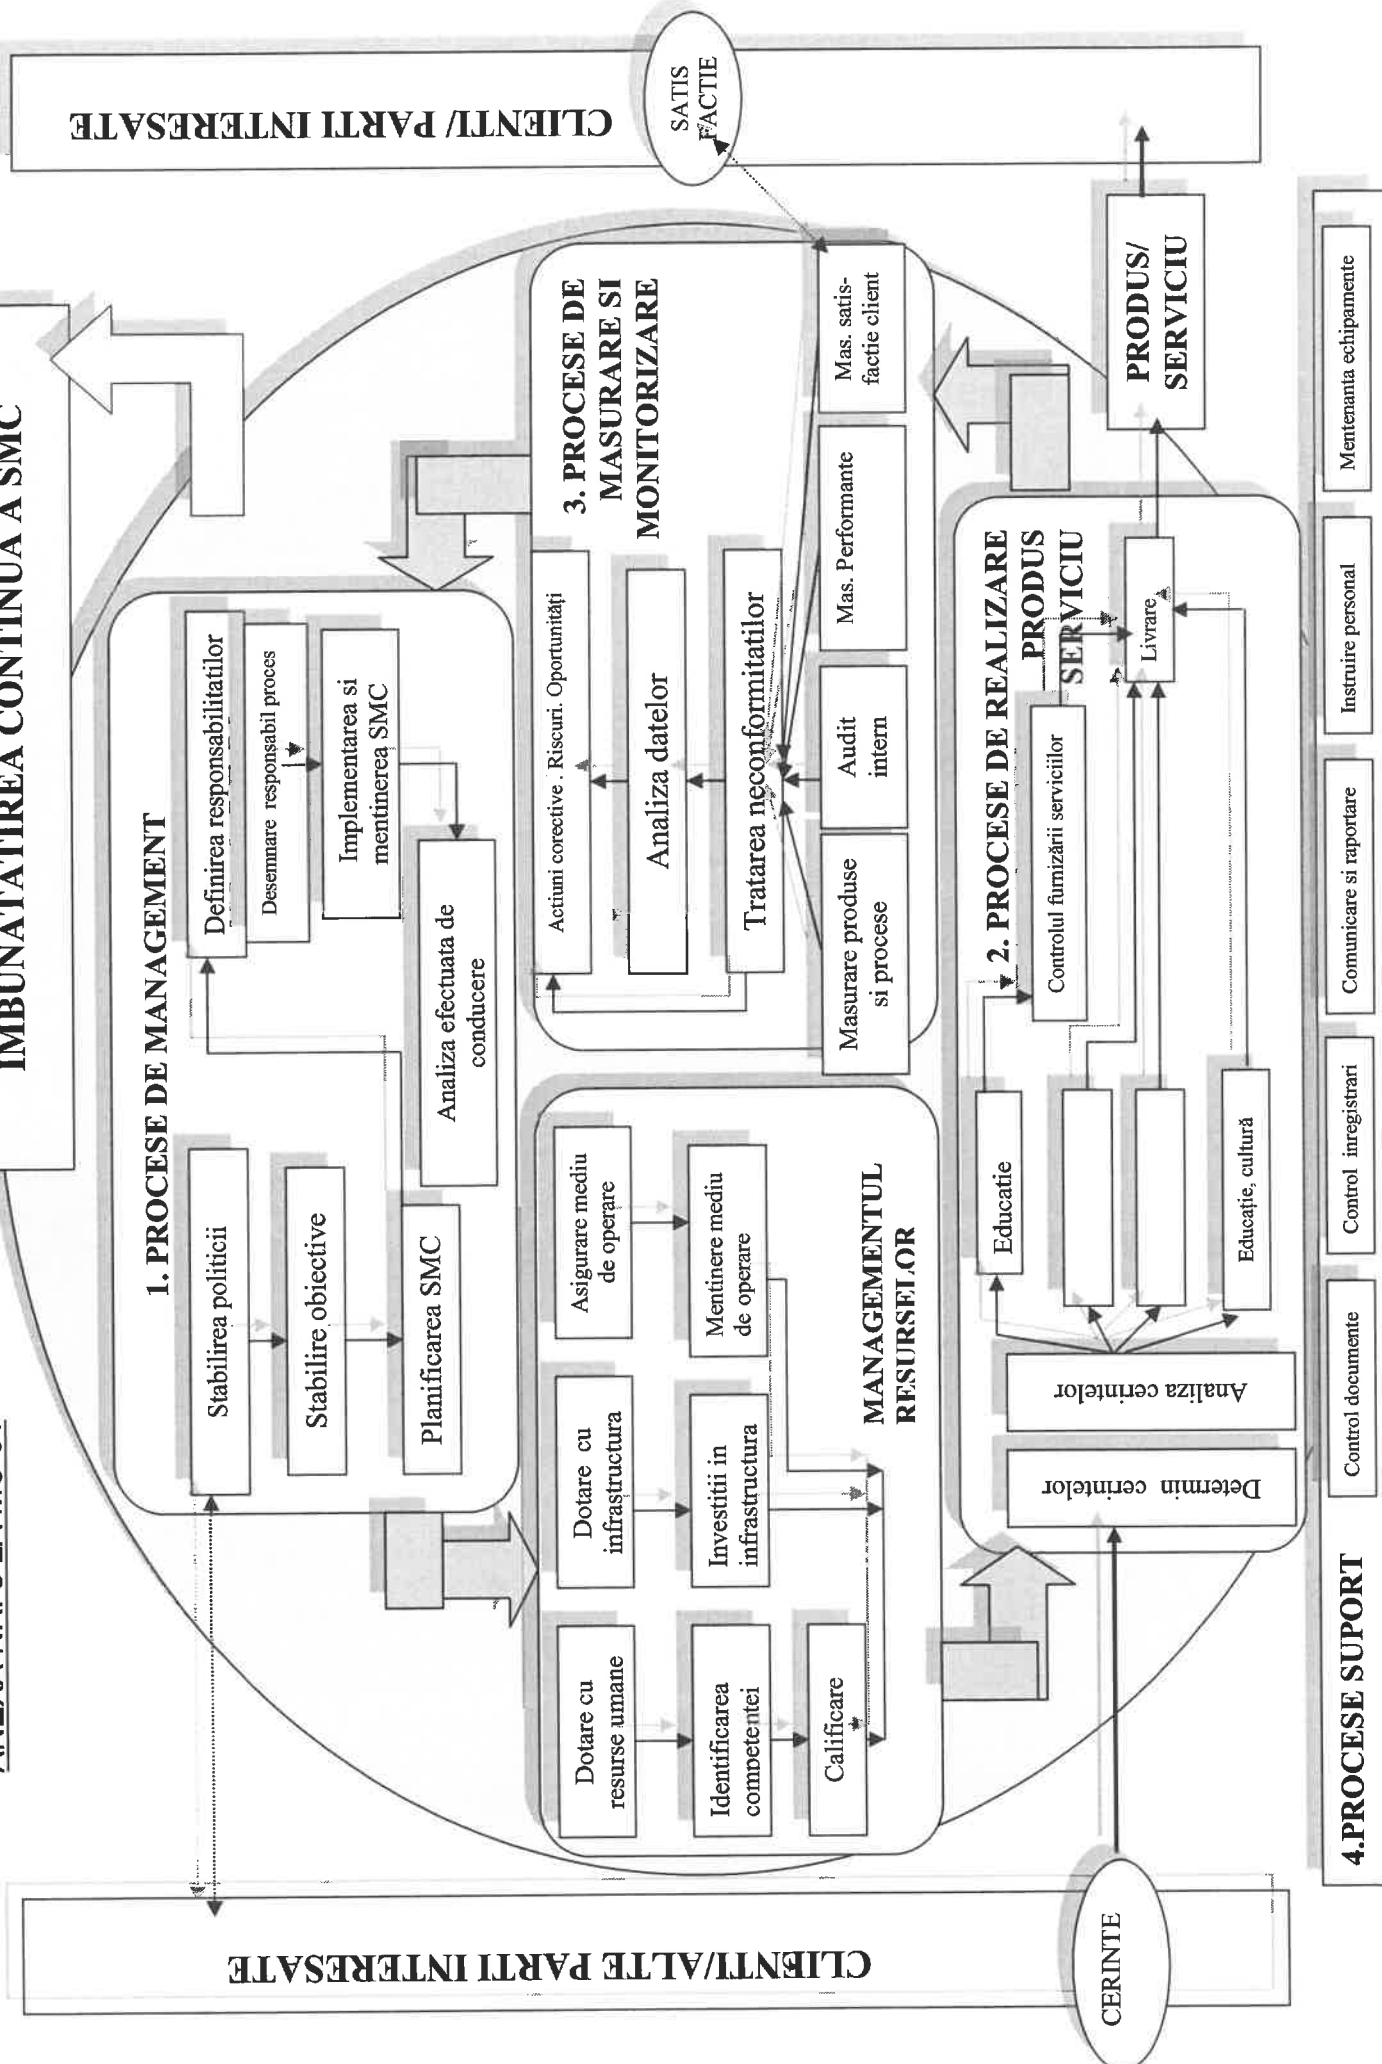 IMBUNATATIREA CONTINUA A SMC
CLIENTI/ALTE PARTI INTERESATE
CERINTE
1. PROCESE DE MANAGEMENT
Stabilirea politicii
Stabilire obiective
Planificarea SMC
Definirea responsabilitatilor
Desemnare responsabil proces
Implementarea si
mentinerea SMC
Analiza efectuata de
conducere
Dotare cu
resurse umane
Identificarea
competentei
Calificare
Dotare cu
infrastructura
Investitii in
infrastructura
Asigurare mediu
de operare
Mentinere mediu
de operare
MANAGEMENTUL
RESURSELOR
3. PROCESE DE
MASURARE SI
MONITORIZARE
Actiuni corective . Riscuri. Oportunități
Analiza datelor
Tratarea neconformitatilor
Masurare produse
si procese
Audit
intern
Mas. Performante
Mas. satis-
factie client
2. PROCESE DE REALIZARE
PRODUS
SERVICIU
Determin cerintelor
Analiza cerintelor
Educatie
Educație, cultură
Controlul furnizării serviciilor
Livrare
PRODUS/
SERVICIU
CLIENTI/ PARTI INTERESATE
SATIS
FACTIE
4.PROCESE SUPORT
Control documente
Control inregistrari
Comunicare si raportare
Instruire personal
Mentenanta echipamente